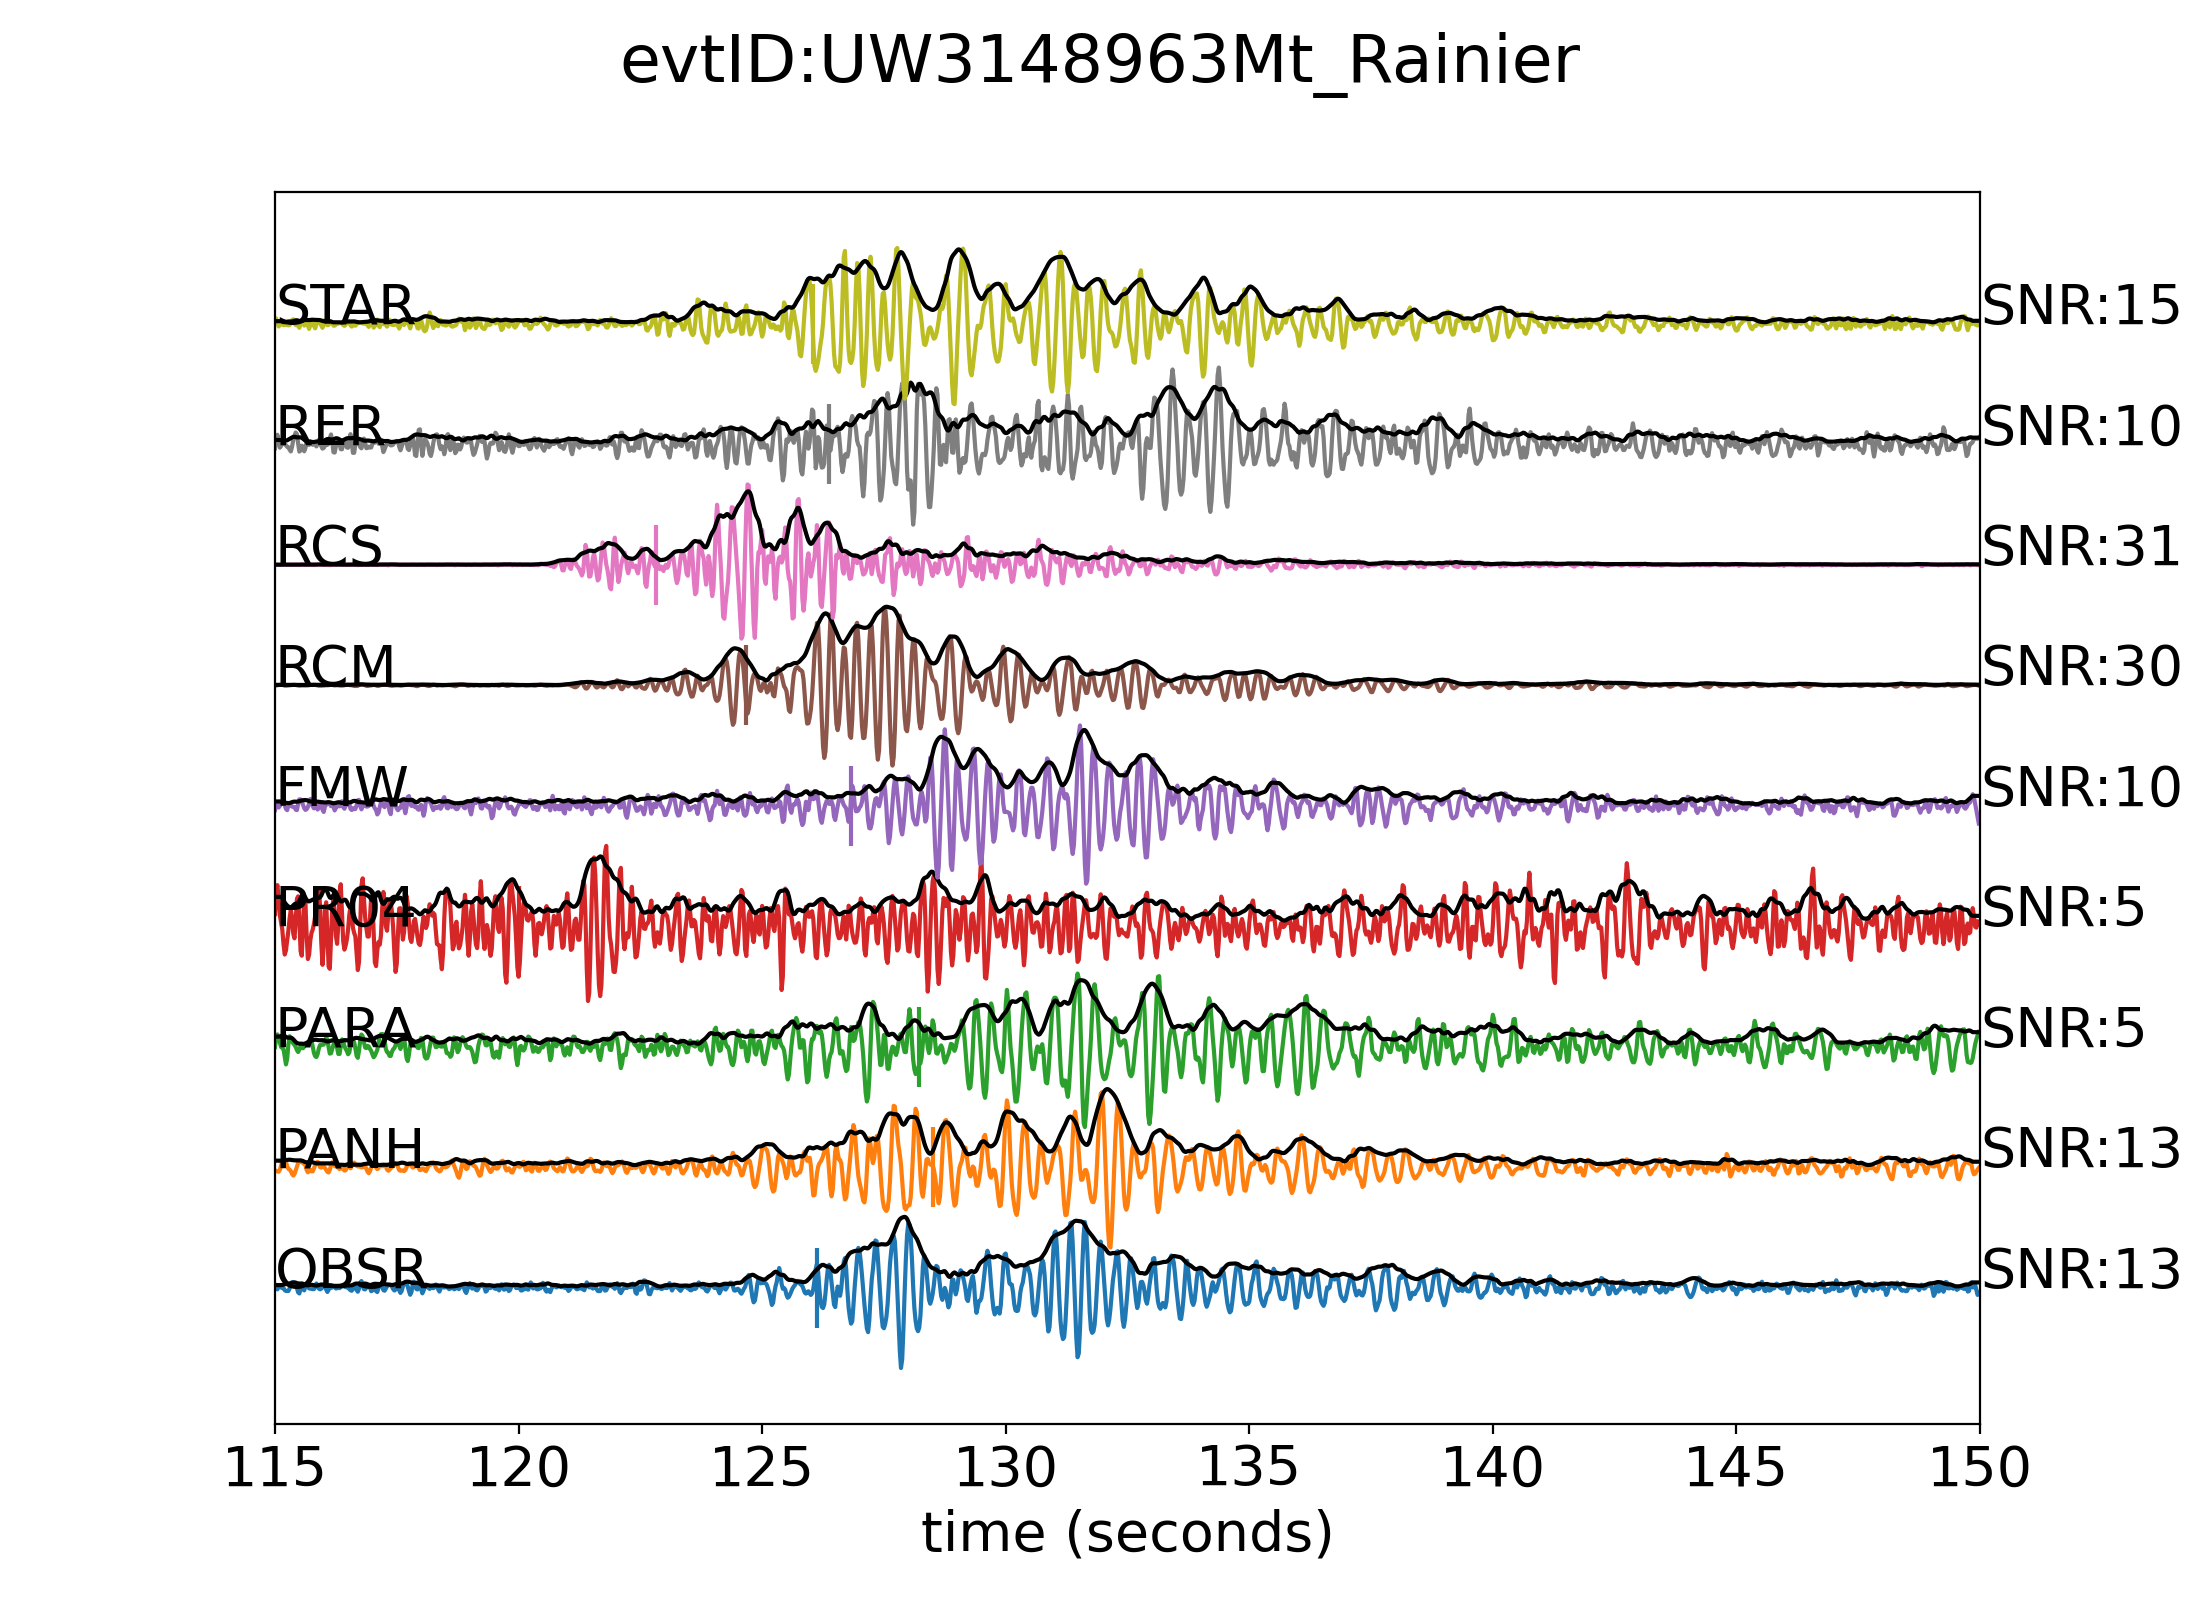 evtID:UW3148963Mt_Rainier
STAR SNR:15
RER SNR:10
RCS SNR:31
RCM SNR:30
FMW SNR:10
PR04 SNR:5
PARA SNR:5
PANH SNR:13
OBSR SNR:13
115 120 125 130 135 140 145 150
time (seconds)